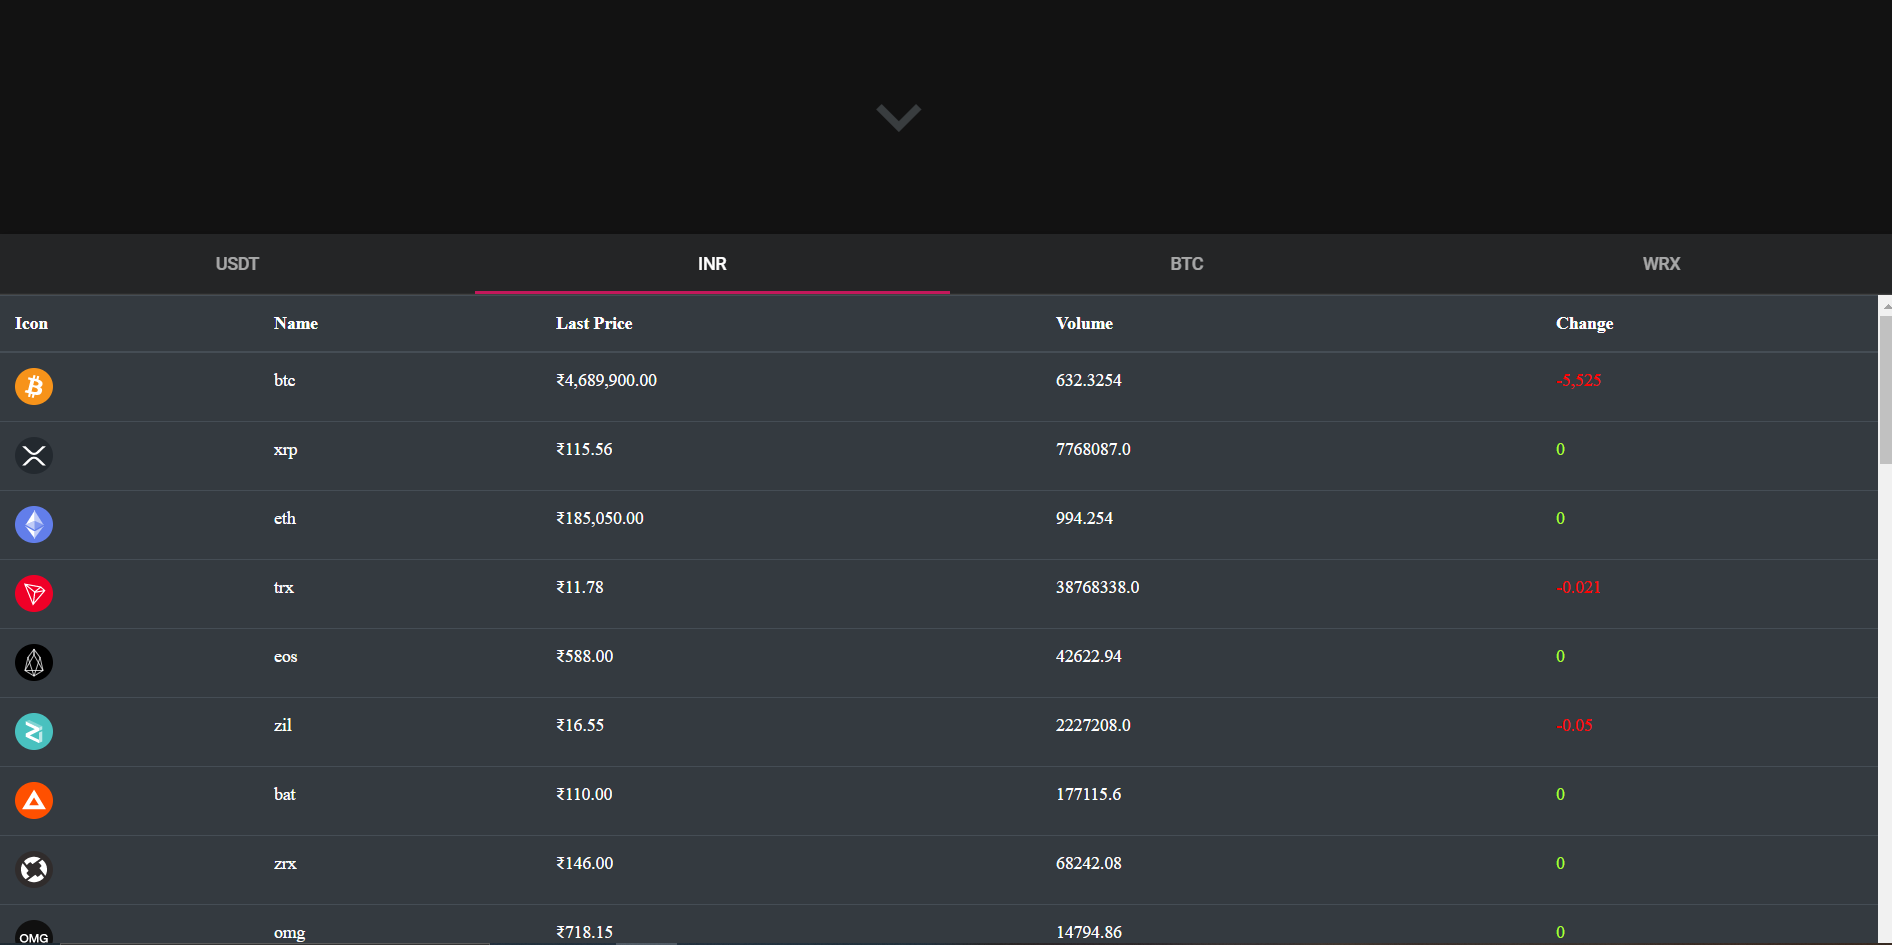 USDT INR BTC WRX
Icon Name Last Price Volume Change
btc ₹4,689,900.00 632.3254 -5,525
xrp ₹115.56 7768087.0 0
eth ₹185,050.00 994.254 0
trx ₹11.78 38768338.0 -0.021
eos ₹588.00 42622.94 0
zil ₹16.55 2227208.0 -0.05
bat ₹110.00 177115.6 0
zrx ₹146.00 68242.08 0
OMG omg ₹718.15 14794.86 0